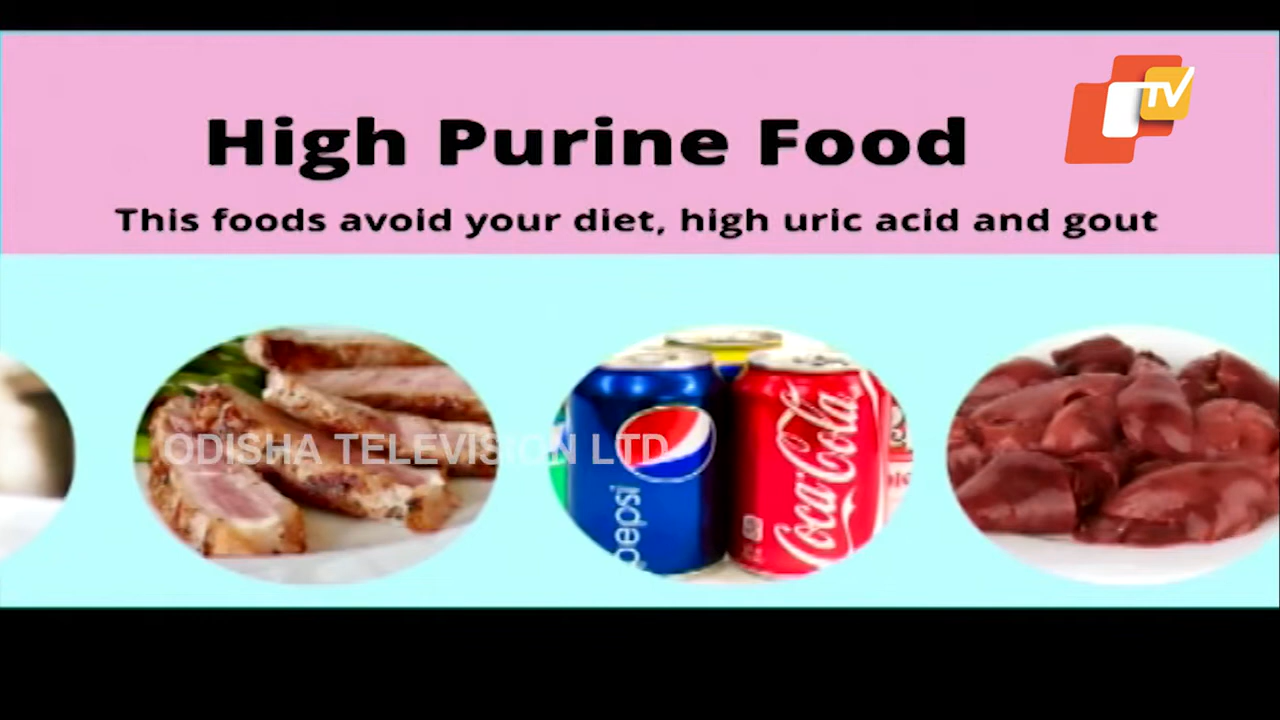 TV
High Purine Food
This foods avoid your diet, high uric acid and gout
ODISHA TELEVISION LTD
pepsi
Coca-Cola